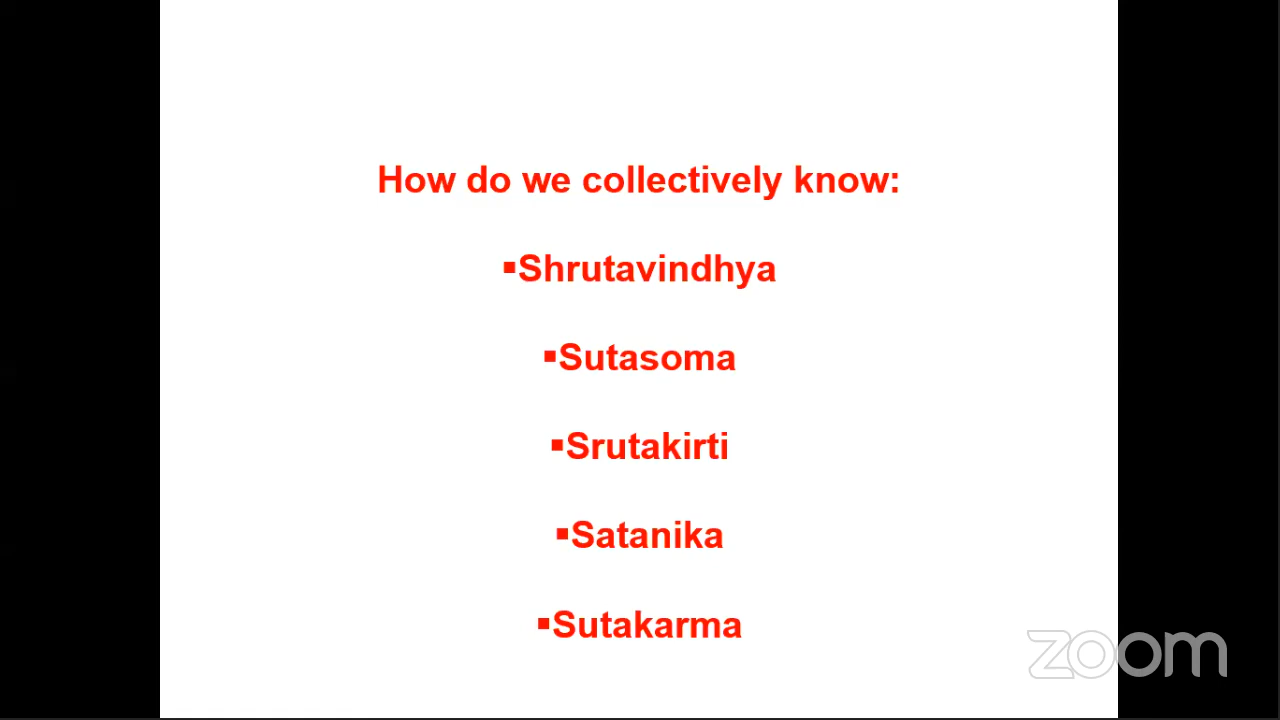 How do we collectively know:
▪Shrutavindhya
▪Sutasoma
▪Srutakirti
▪Satanika
▪Sutakarma
zoom